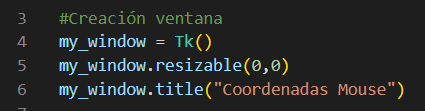 3 #Creación ventana
4 my_window = Tk()
5 my_window.resizable(0,0)
6 my_window.title("Coordenadas Mouse")